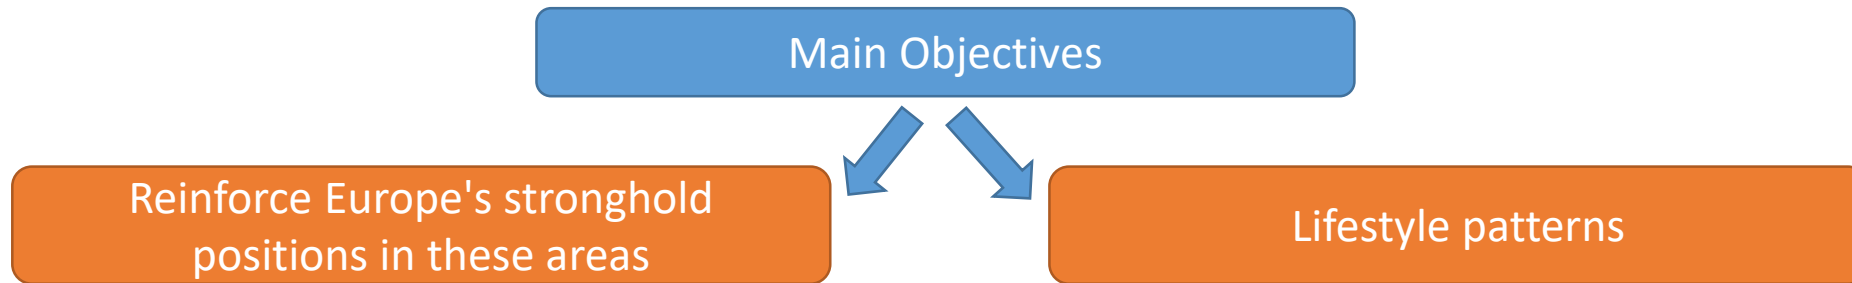 Main Objectives
Reinforce Europe's stronghold
positions in these areas
Lifestyle patterns